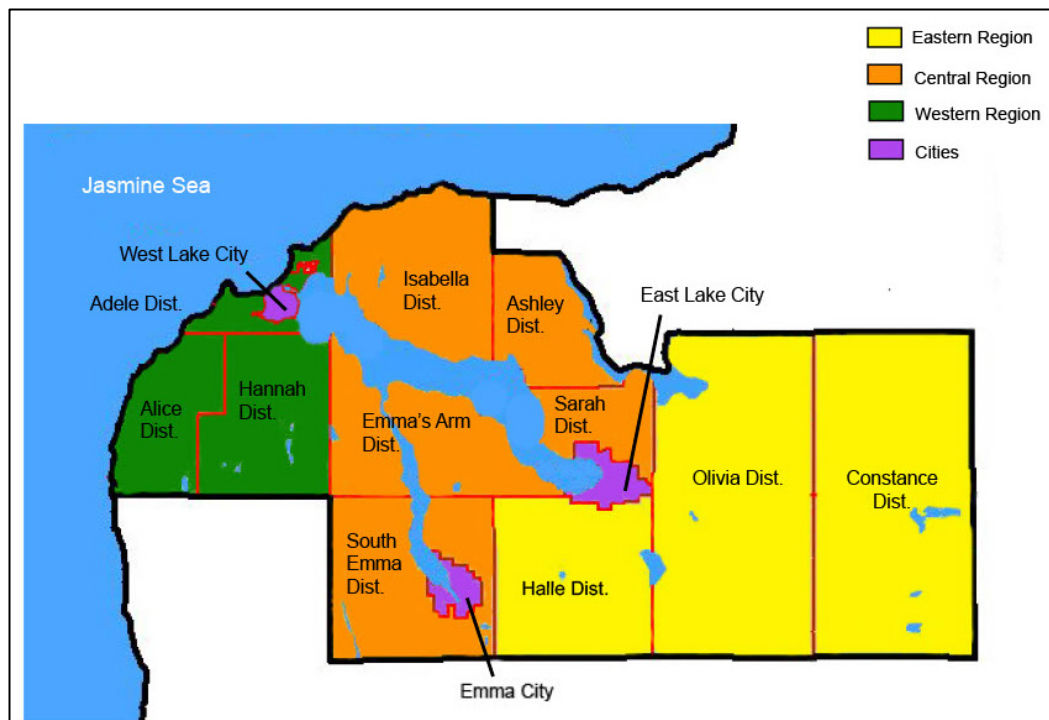 Eastern Region
Central Region
Western Region
Cities
Jasmine Sea
West Lake City
Adele Dist.
Isabella
Dist.
Ashley
Dist.
East Lake City
Alice
Dist.
Hannah
Dist.
Emma's Arm
Dist.
Sarah
Dist.
Olivia Dist.
Constance
Dist.
South
Emma
Dist.
Halle Dist.
Emma City